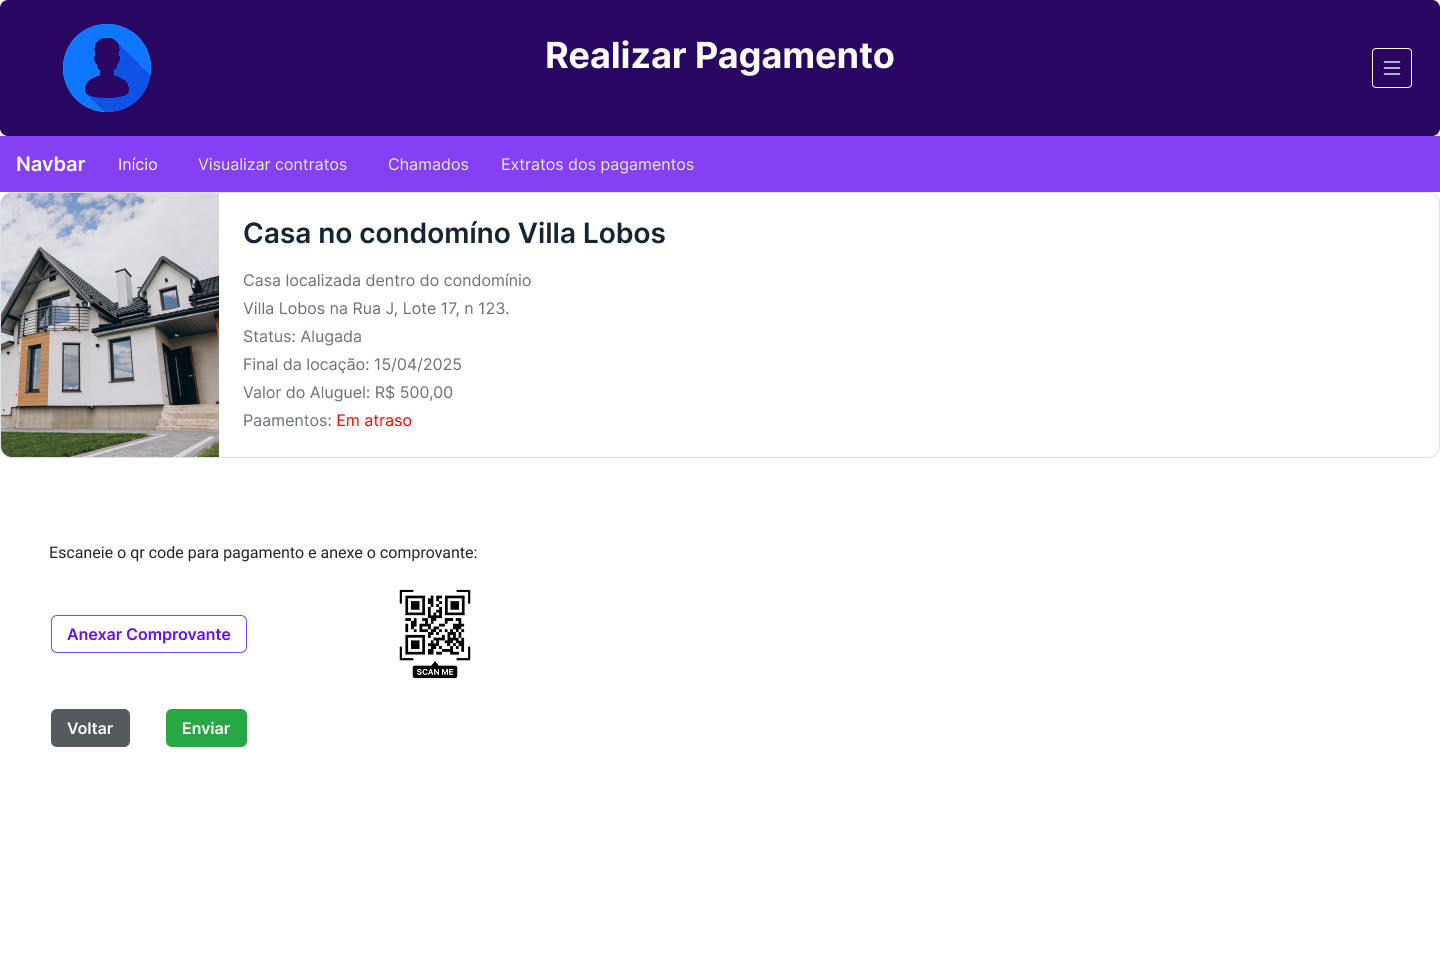 Realizar Pagamento
Navbar
Início
Visualizar contratos
Chamados
Extratos dos pagamentos
Casa no condomíno Villa Lobos
Casa localizada dentro do condomínio
Villa Lobos na Rua J, Lote 17, n 123.
Status: Alugada
Final da locação: 15/04/2025
Valor do Aluguel: R$ 500,00
Paamentos: Em atraso
Escaneie o qr code para pagamento e anexe o comprovante:
Anexar Comprovante
SCAN ME
Voltar
Enviar